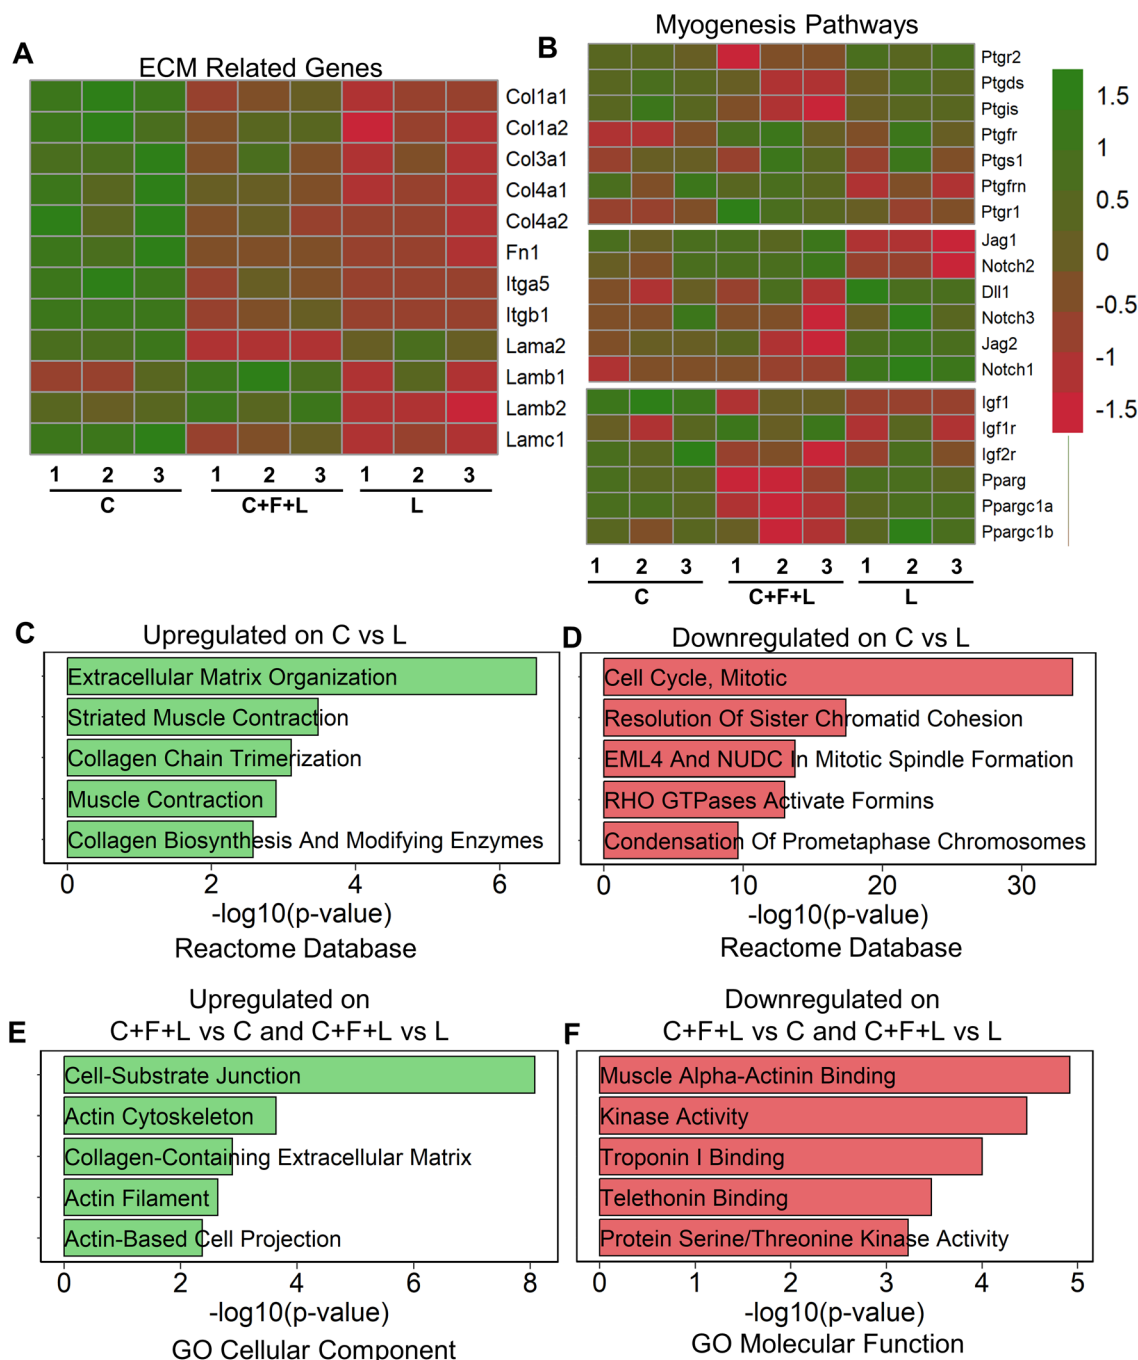 A
ECM Related Genes
Col1a1
Col1a2
Col3a1
Col4a1
Col4a2
Fn1
Itga5
Itgb1
Lama2
Lamb1
Lamb2
Lamc1
1 2 3 1 2 3 1 2 3
C C+F+L L
B
Myogenesis Pathways
Ptgr2
Ptgds
Ptgis
Ptgfr
Ptgs1
Ptgfrn
Ptgr1
Jag1
Notch2
Dll1
Notch3
Jag2
Notch1
Igf1
Igf1r
Igf2r
Pparg
Ppargc1a
Ppargc1b
1 2 3 1 2 3 1 2 3
C C+F+L L
1.5
1
0.5
0
-0.5
-1
-1.5
C
Upregulated on C vs L
Extracellular Matrix Organization
Striated Muscle Contraction
Collagen Chain Trimerization
Muscle Contraction
Collagen Biosynthesis And Modifying Enzymes
0 2 4 6
-log10(p-value)
Reactome Database
D
Downregulated on C vs L
Cell Cycle, Mitotic
Resolution Of Sister Chromatid Cohesion
EML4 And NUDC In Mitotic Spindle Formation
RHO GTPases Activate Formins
Condensation Of Prometaphase Chromosomes
0 10 20 30
-log10(p-value)
Reactome Database
E
Upregulated on
C+F+L vs C and C+F+L vs L
Cell-Substrate Junction
Actin Cytoskeleton
Collagen-Containing Extracellular Matrix
Actin Filament
Actin-Based Cell Projection
0 2 4 6 8
-log10(p-value)
GO Cellular Component
F
Downregulated on
C+F+L vs C and C+F+L vs L
Muscle Alpha-Actinin Binding
Kinase Activity
Troponin I Binding
Telethonin Binding
Protein Serine/Threonine Kinase Activity
0 1 2 3 4 5
-log10(p-value)
GO Molecular Function